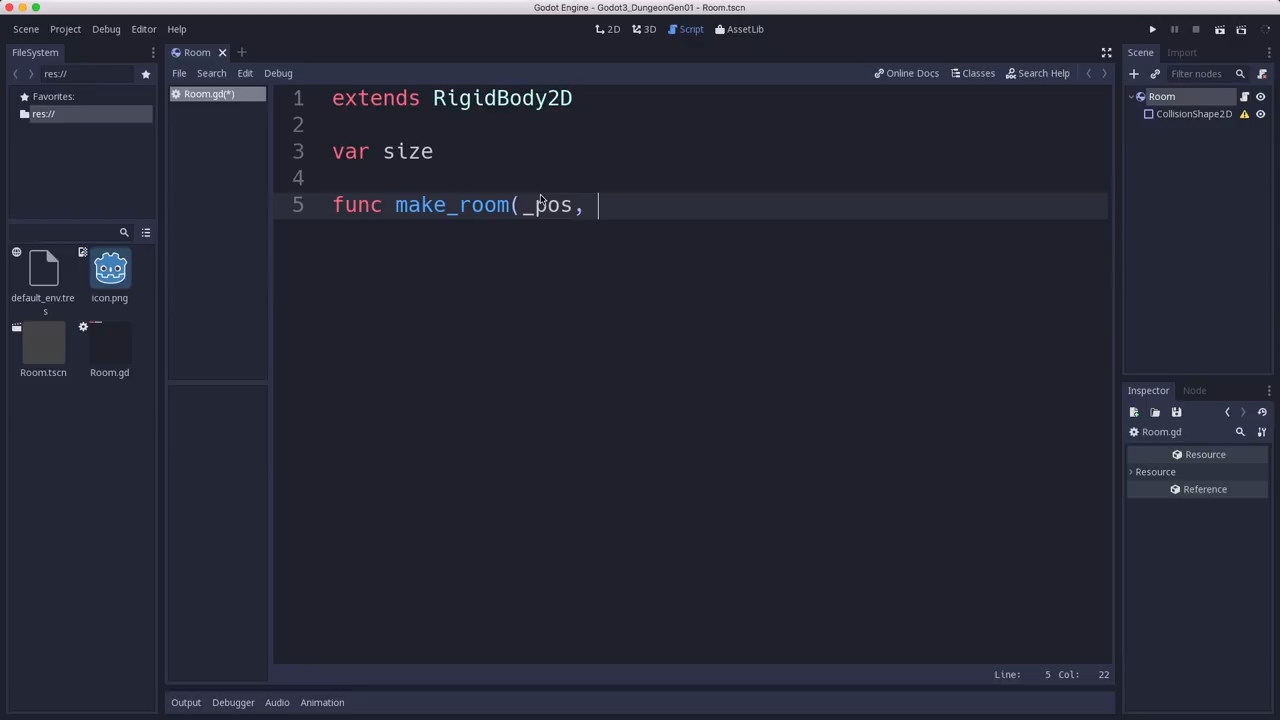 Godot Engine - Godot3_DungeonGen01 - Room.tscn
Scene Project Debug Editor Help
2D 3D Script AssetLib
FileSystem
res://
Favorites:
res://
default_env.tre
s
icon.png
Room.tscn
Room.gd
Room
File Search Edit Debug
Online Docs Classes Search Help
Room.gd(*)
1 extends RigidBody2D
2
3 var size
4
5 func make_room(_pos,
Line: 5 Col: 22
Output Debugger Audio Animation
Scene Import
Filter nodes
Room
CollisionShape2D
Inspector Node
Room.gd
Resource
Resource
Reference